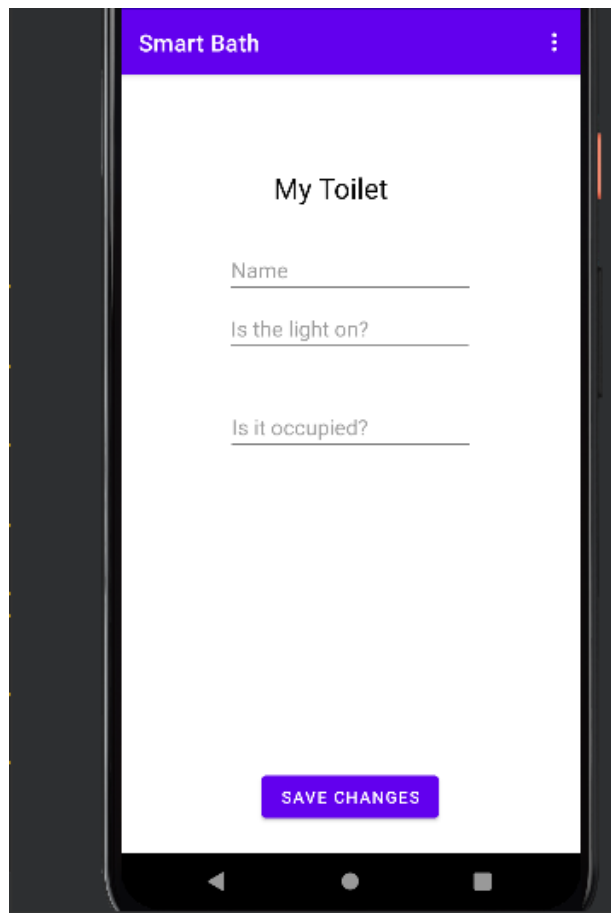 Smart Bath
My Toilet
Name
Is the light on?
Is it occupied?
SAVE CHANGES